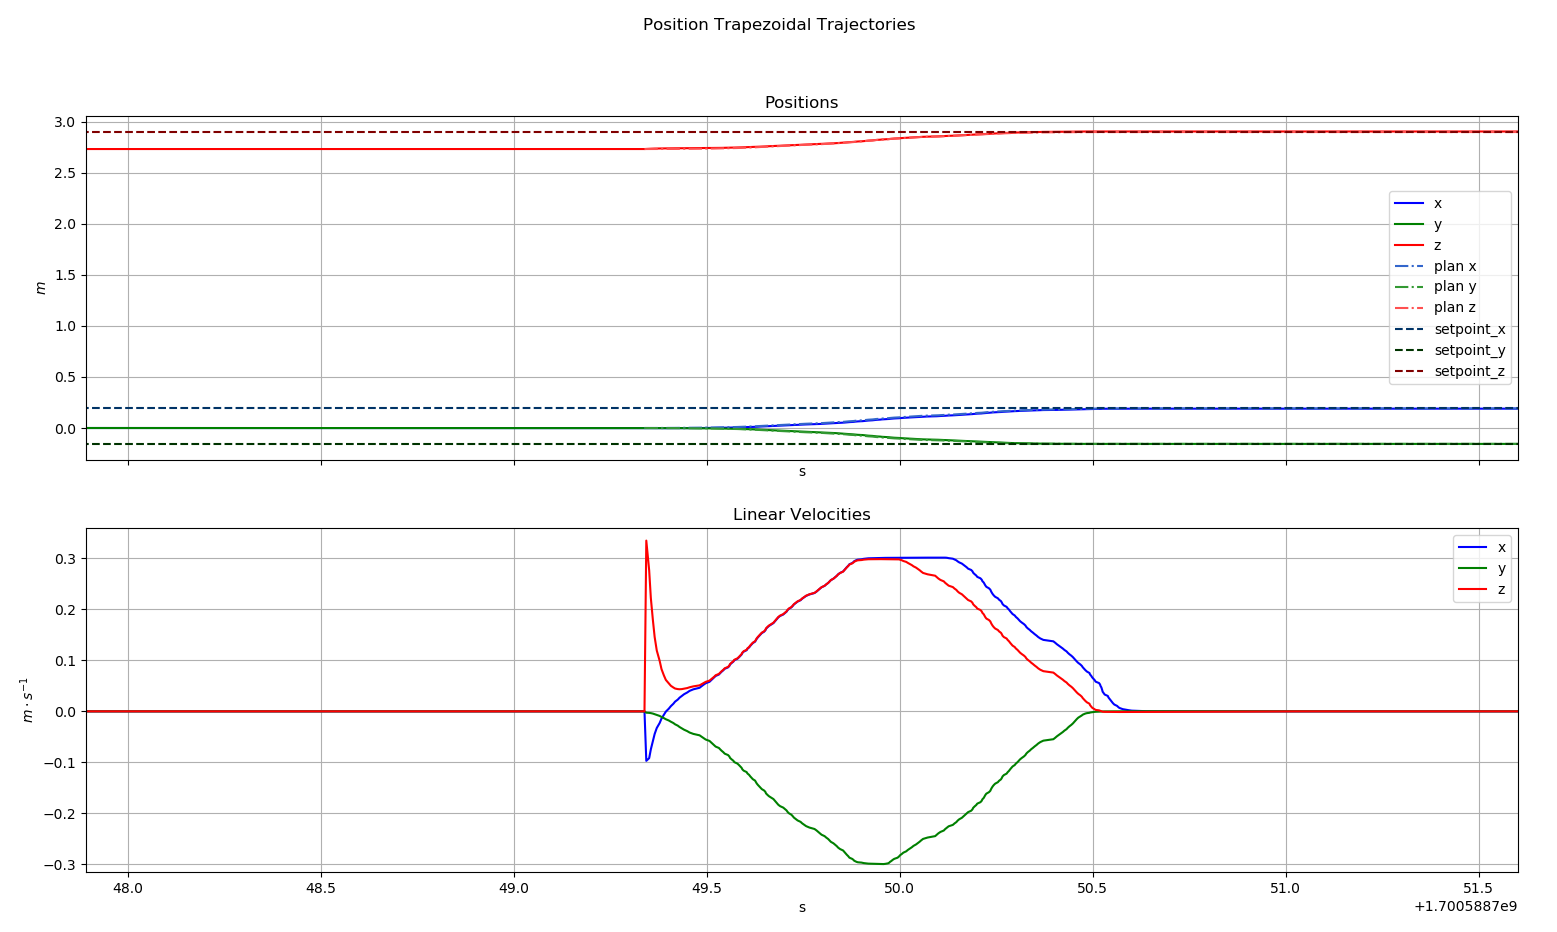 Position Trapezoidal Trajectories
Positions
3.0
2.5
2.0
1.5
1.0
0.5
0.0
m
x
y
z
plan x
plan y
plan z
setpoint_x
setpoint_y
setpoint_z
s
Linear Velocities
0.3
0.2
0.1
0.0
−0.1
−0.2
−0.3
m · s⁻¹
x
y
z
48.0 48.5 49.0 49.5 50.0 50.5 51.0 51.5
s
+1.7005887e9